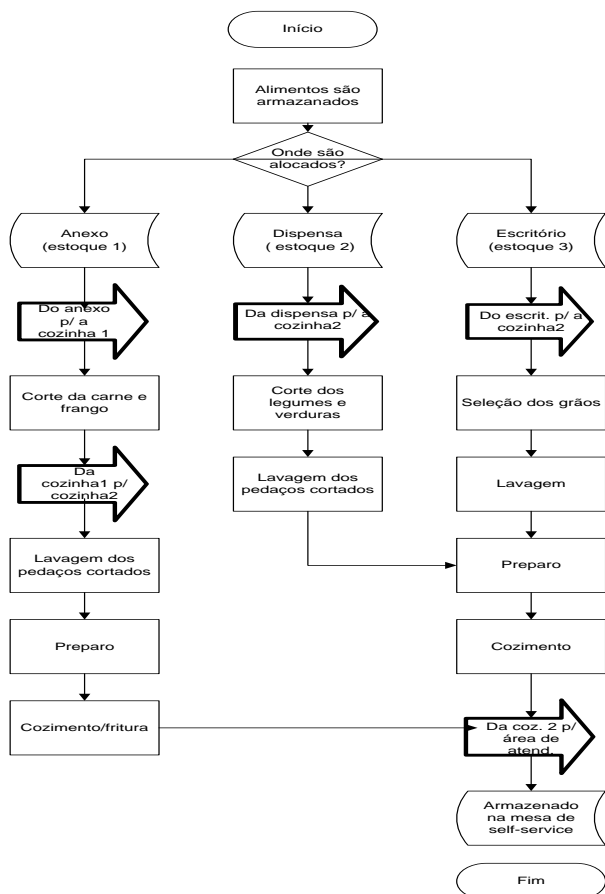 Início
Alimentos são
armazanados
Onde são
alocados?
Anexo
(estoque 1)
Dispensa
( estoque 2)
Escritório
(estoque 3)
Do anexo
p/ a
cozinha 1
Da dispensa p/ a
cozinha2
Do escrit. p/ a
cozinha2
Corte da carne e
frango
Corte dos
legumes e
verduras
Seleção dos grãos
Da
cozinha1 p/
cozinha2
Lavagem dos
pedaços cortados
Lavagem
Lavagem dos
pedaços cortados
Preparo
Preparo
Cozimento
Cozimento/fritura
Da coz. 2 p/
área de
atend.
Armazenado
na mesa de
self-service
Fim